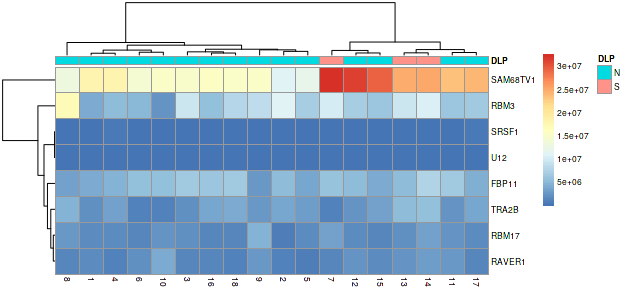 DLP
SAM68TV1
RBM3
SRSF1
U12
FBP11
TRA2B
RBM17
RAVER1
8 1 4 6 10 3 16 18 9 2 5 7 12 15 13 14 11 17
3e+07
2.5e+07
2e+07
1.5e+07
1e+07
5e+06
DLP
N
S